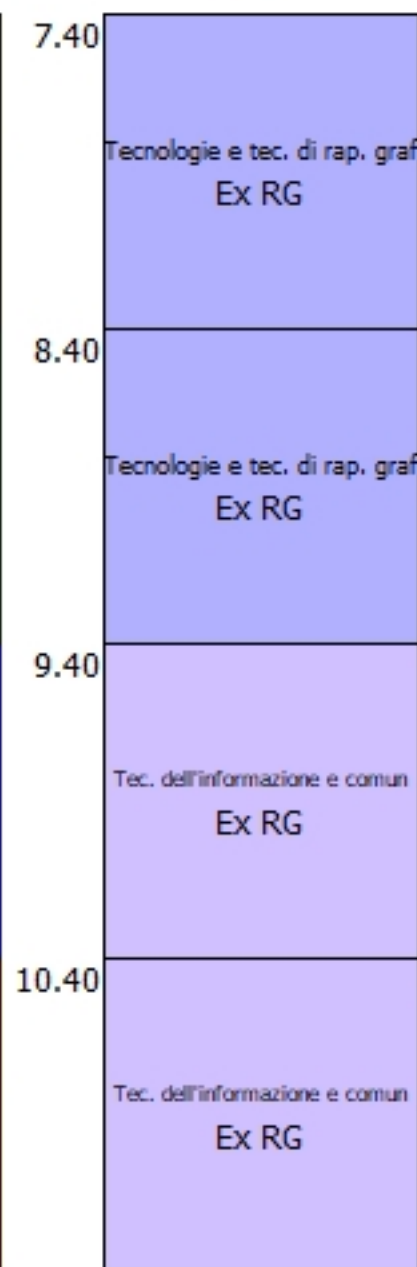 7.40
Tecnologie e tec. di rap. graf
Ex RG
8.40
Tecnologie e tec. di rap. graf
Ex RG
9.40
Tec. dell'informazione e comun
Ex RG
10.40
Tec. dell'informazione e comun
Ex RG